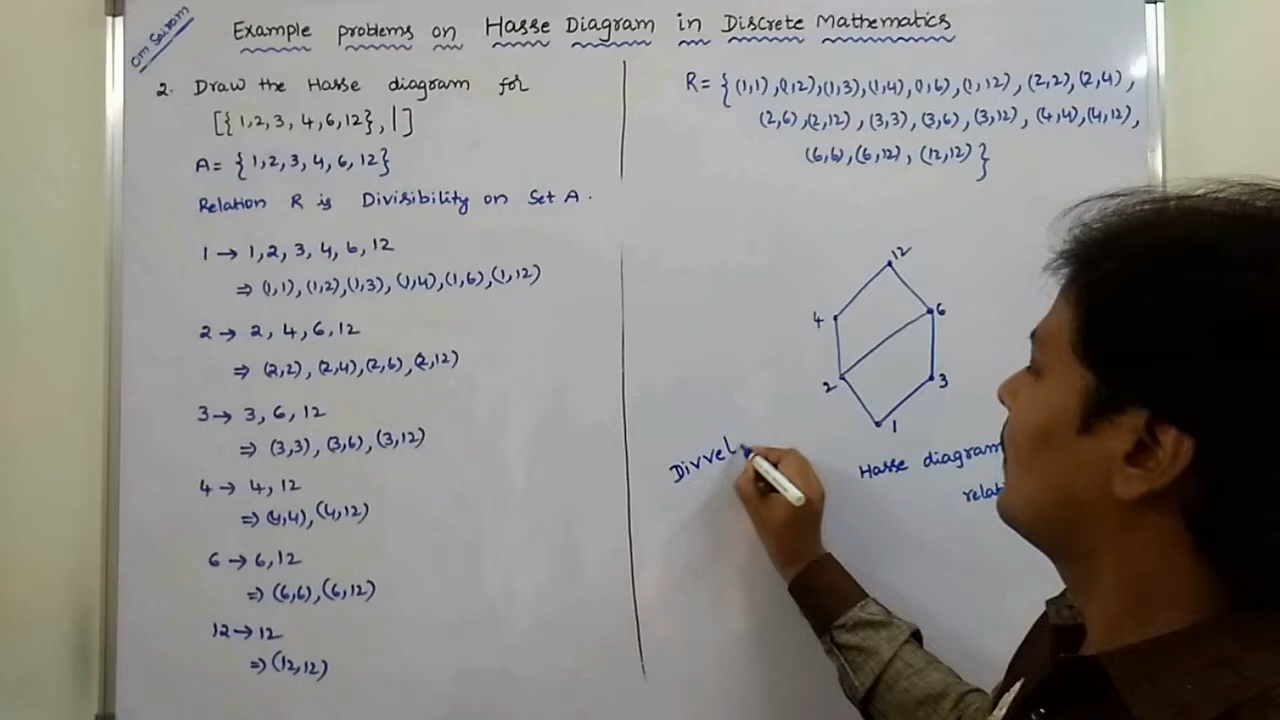 Om Sairam
Example problems on Hasse Diagram in Discrete Mathematics
2. Draw the Hasse diagram for
[{1,2,3, 4,6,12}, |]
A= {1,2,3, 4, 6, 12}
Relation R is Divisibility on Set A.
1 → 1, 2, 3, 4, 6, 12
⇒ (1,1), (1,2), (1,3), (1,4), (1,6), (1,12)
2 → 2, 4, 6, 12
⇒ (2,2), (2,4), (2,6), (2,12)
3 → 3, 6, 12
⇒ (3,3), (3,6), (3,12)
4 → 4, 12
⇒ (4,4), (4,12)
6 → 6, 12
⇒ (6,6), (6,12)
12 → 12
⇒ (12,12)
R = {(1,1), (1,2), (1,3), (1,4), (1,6), (1,12), (2,2), (2,4),
(2,6), (2,12), (3,3), (3,6), (3,12), (4,4), (4,12),
(6,6), (6,12), (12,12)}
12
4
6
2
3
1
Divvel
Hasse diagram
relat